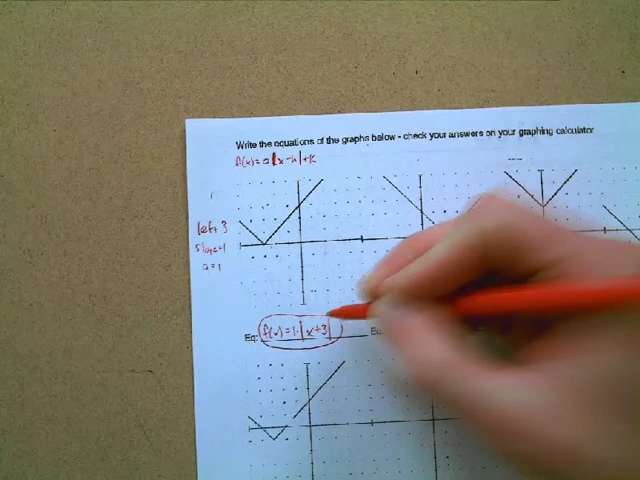 Write the equations of the graphs below - check your answers on your graphing calculator
f(x)=a|x-h|+k
left 3
slope=1
a=1
Eq: f(x)=1·|x+3|